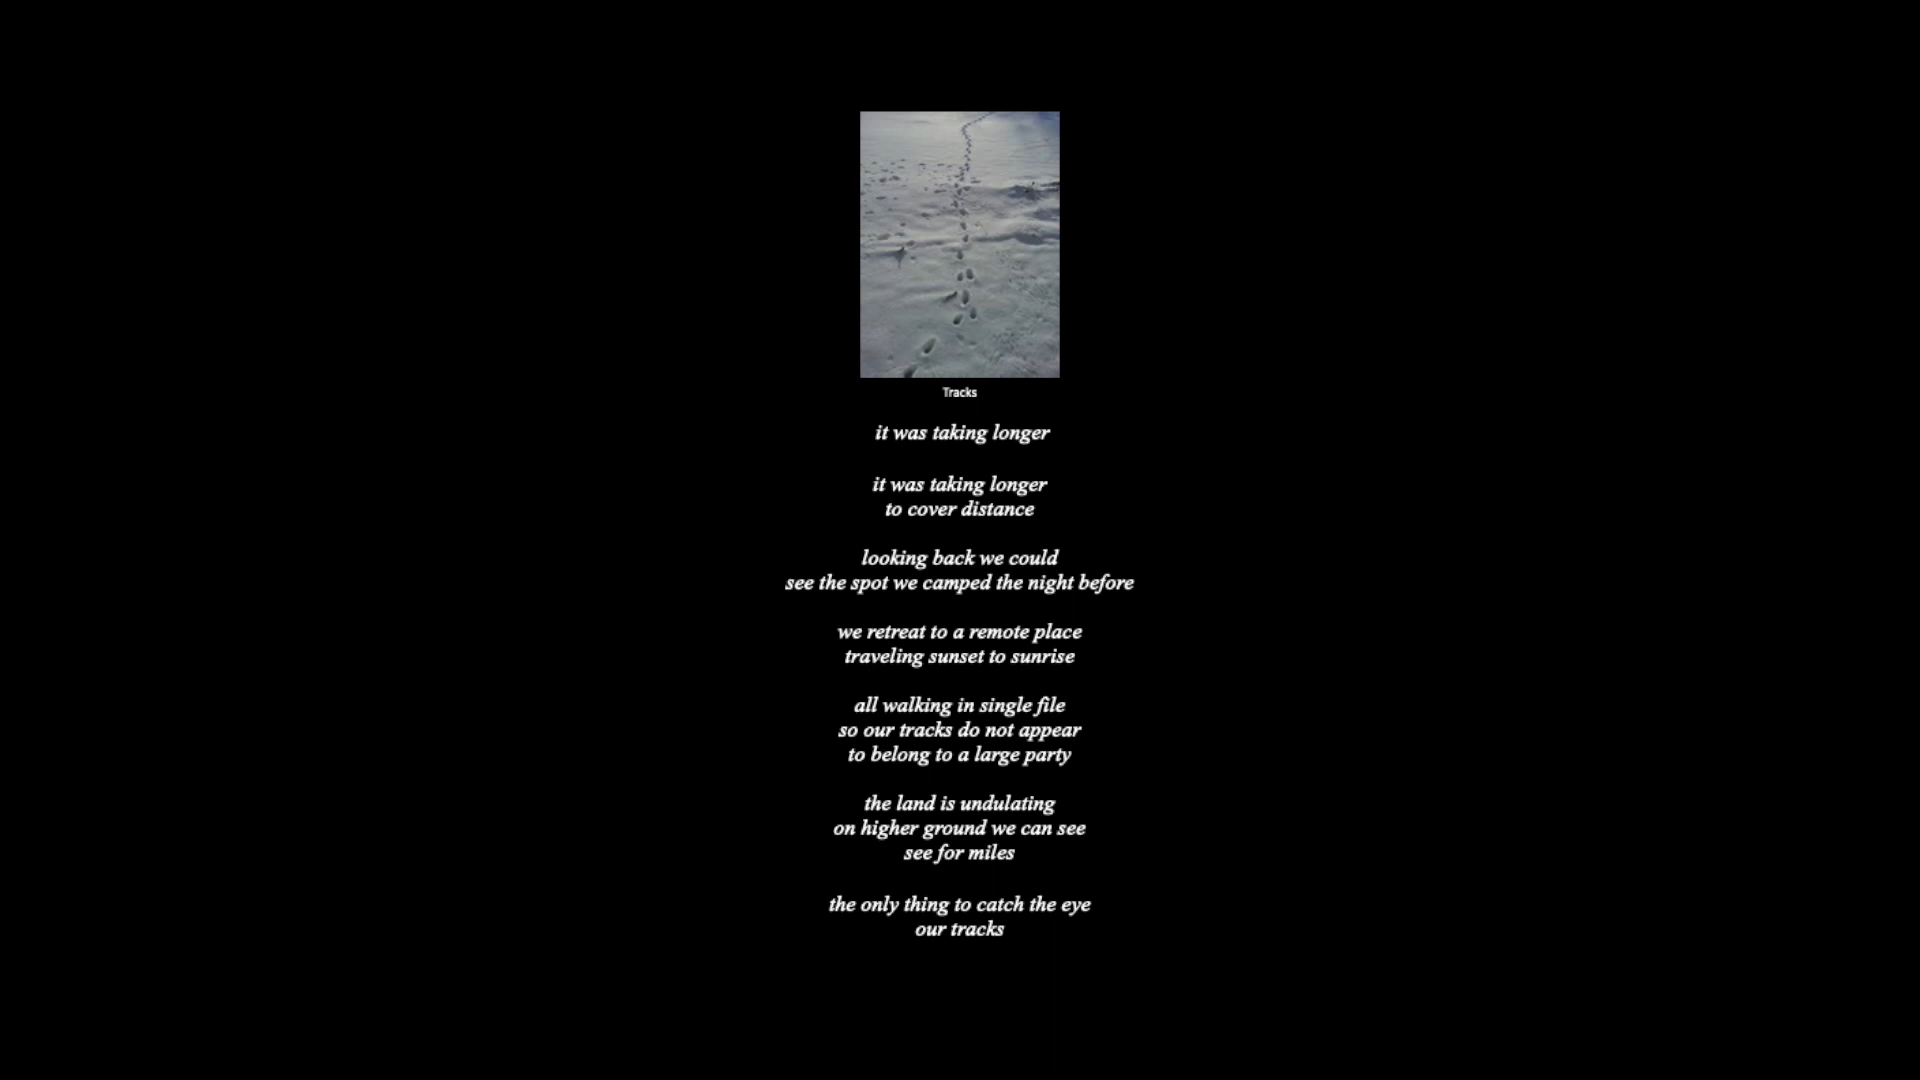 Tracks
it was taking longer
it was taking longer
to cover distance
looking back we could
see the spot we camped the night before
we retreat to a remote place
traveling sunset to sunrise
all walking in single file
so our tracks do not appear
to belong to a large party
the land is undulating
on higher ground we can see
see for miles
the only thing to catch the eye
our tracks